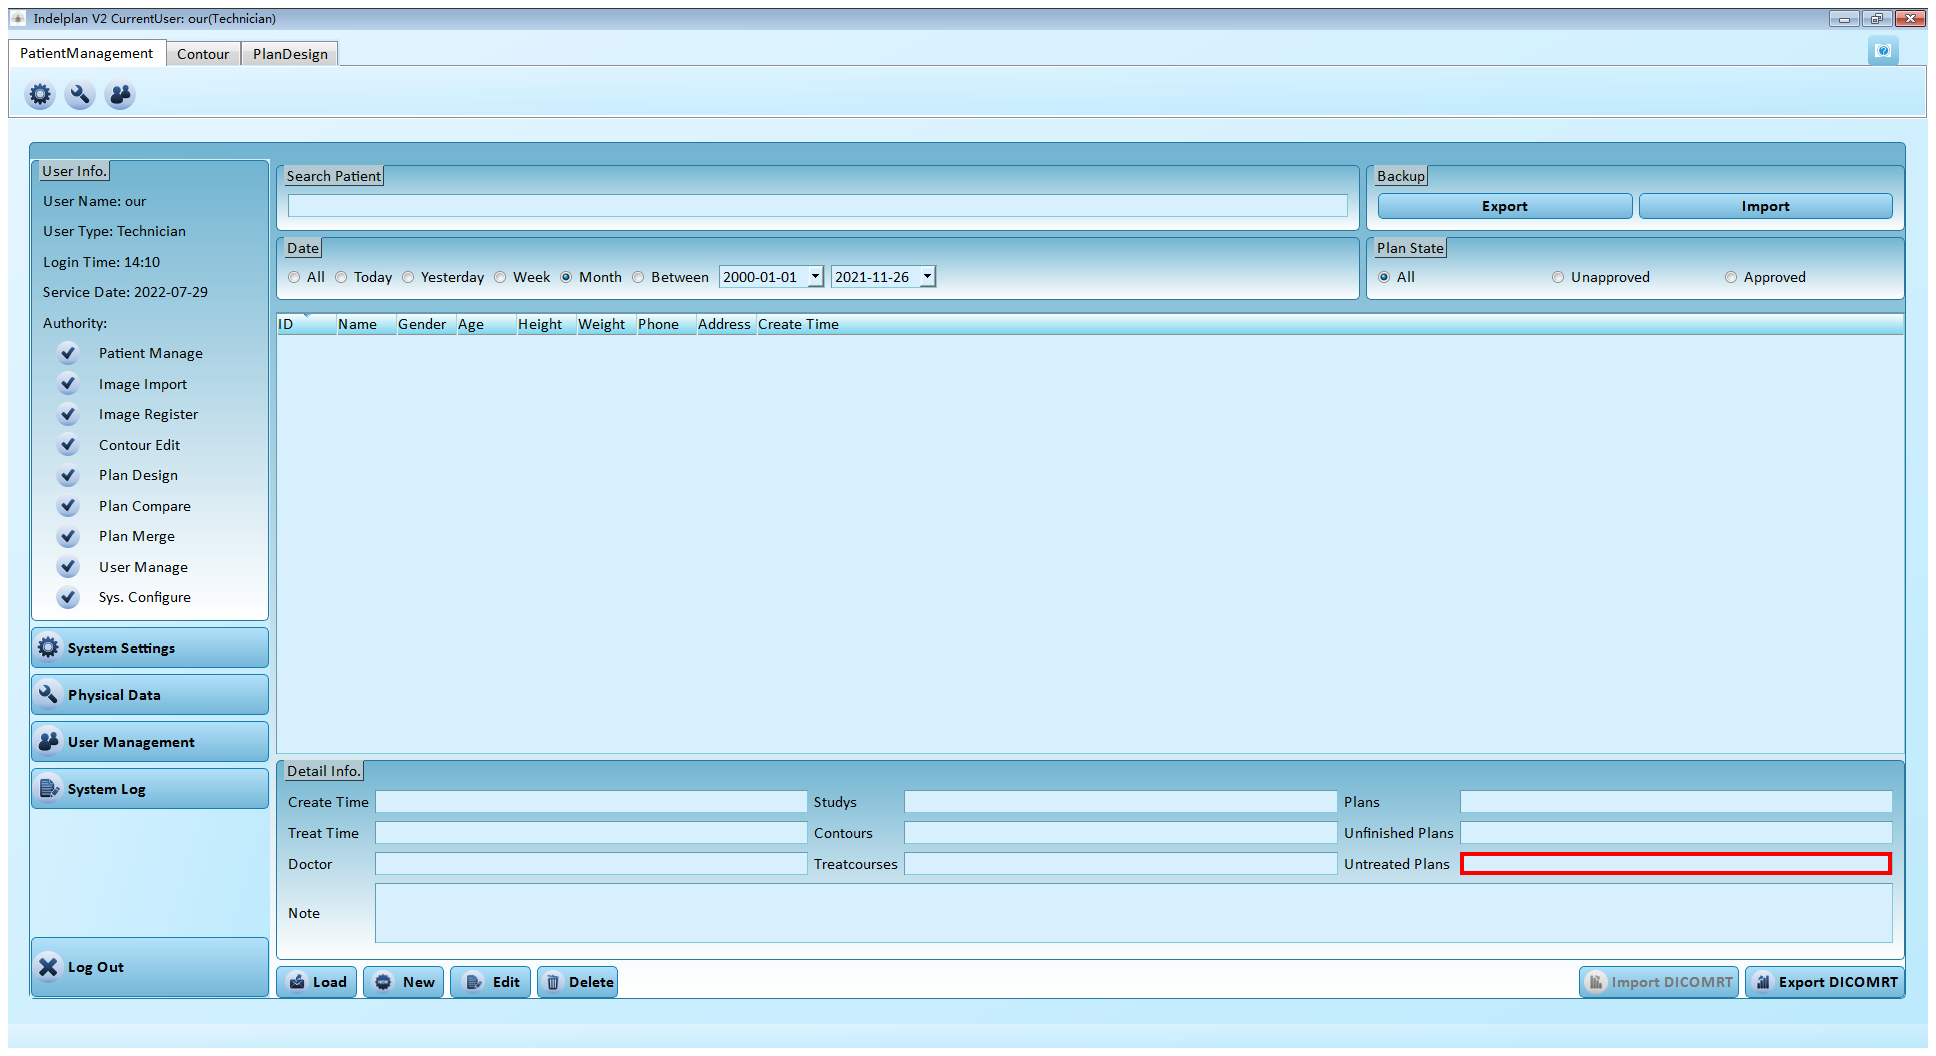 Indelplan V2 CurrentUser: our(Technician)
PatientManagement Contour PlanDesign
User Info.
User Name: our
User Type: Technician
Login Time: 14:10
Service Date: 2022-07-29
Authority:
Patient Manage
Image Import
Image Register
Contour Edit
Plan Design
Plan Compare
Plan Merge
User Manage
Sys. Configure
System Settings
Physical Data
User Management
System Log
Log Out
Search Patient
Backup
Export Import
Date
All Today Yesterday Week Month Between 2000-01-01 2021-11-26
Plan State
All Unapproved Approved
ID Name Gender Age Height Weight Phone Address Create Time
Detail Info.
Create Time Studys Plans
Treat Time Contours Unfinished Plans
Doctor Treatcourses Untreated Plans
Note
Load New Edit Delete Import DICOMRT Export DICOMRT